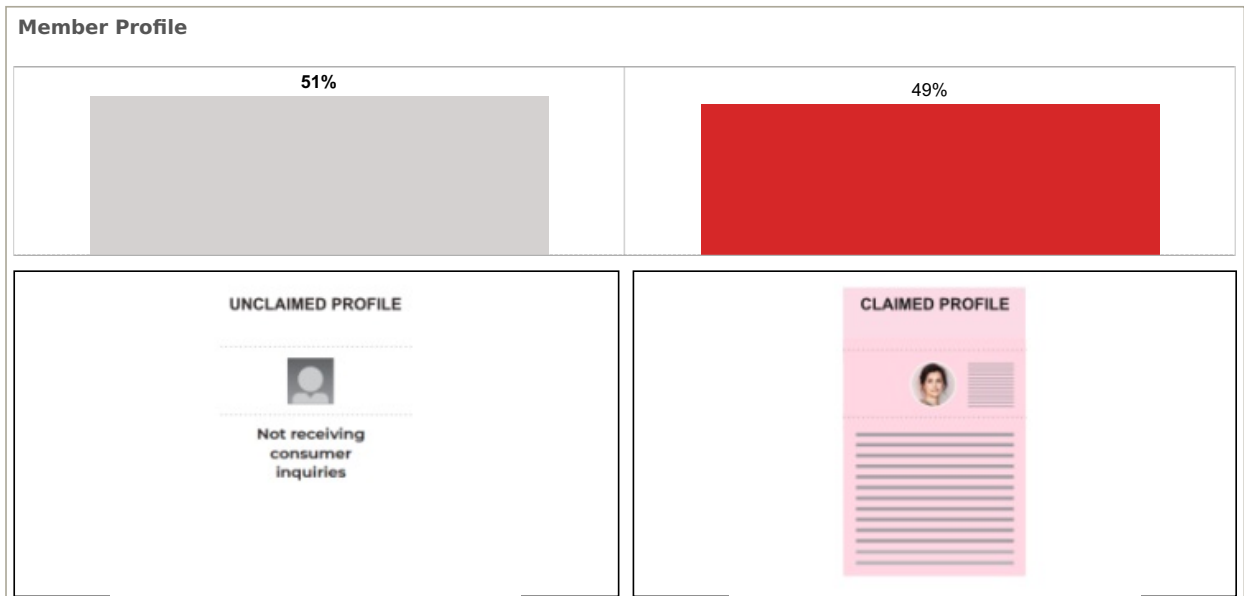 Member Profile
51%
49%
UNCLAIMED PROFILE
Not receiving
consumer
inquiries
CLAIMED PROFILE